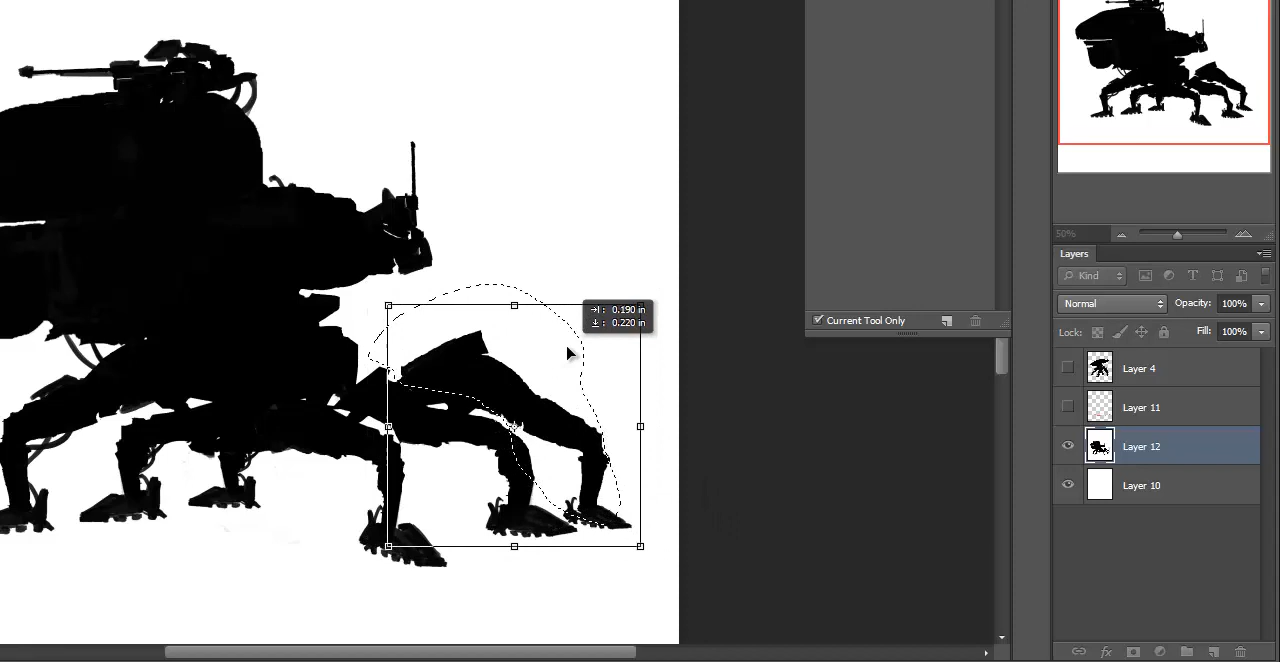 50%
Layers
Kind
Normal
Opacity: 100%
Lock:
Fill: 100%
→|: 0.190 in
↓: 0.220 in
Current Tool Only
Layer 4
Layer 11
Layer 12
Layer 10
fx